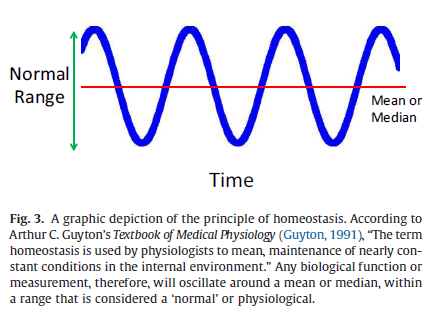 Normal
Range
Mean or
Median
Time
Fig. 3. A graphic depiction of the principle of homeostasis. According to
Arthur C. Guyton's Textbook of Medical Physiology (Guyton, 1991), “The term
homeostasis is used by physiologists to mean, maintenance of nearly con-
stant conditions in the internal environment.” Any biological function or
measurement, therefore, will oscillate around a mean or median, within
a range that is considered a ‘normal’ or physiological.